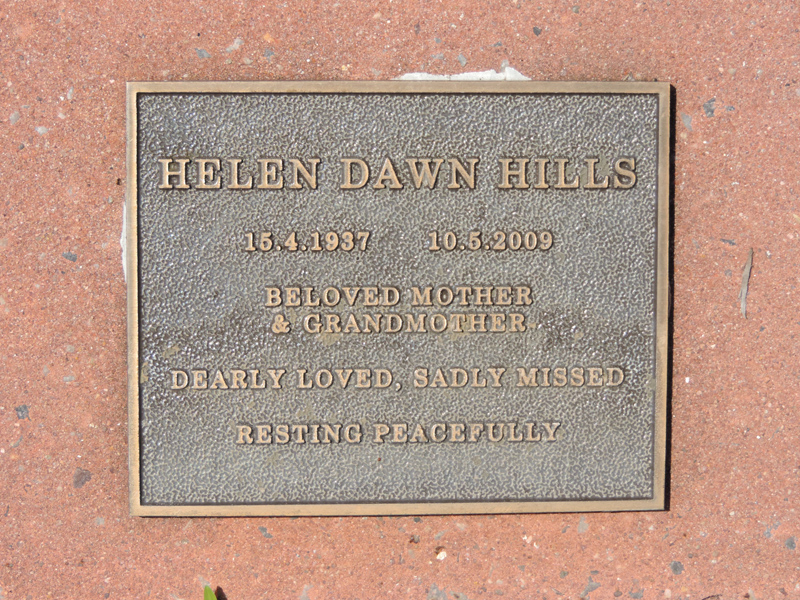 HELEN DAWN HILLS
15.4.1937 10.5.2009
BELOVED MOTHER
& GRANDMOTHER
DEARLY LOVED, SADLY MISSED
RESTING PEACEFULLY